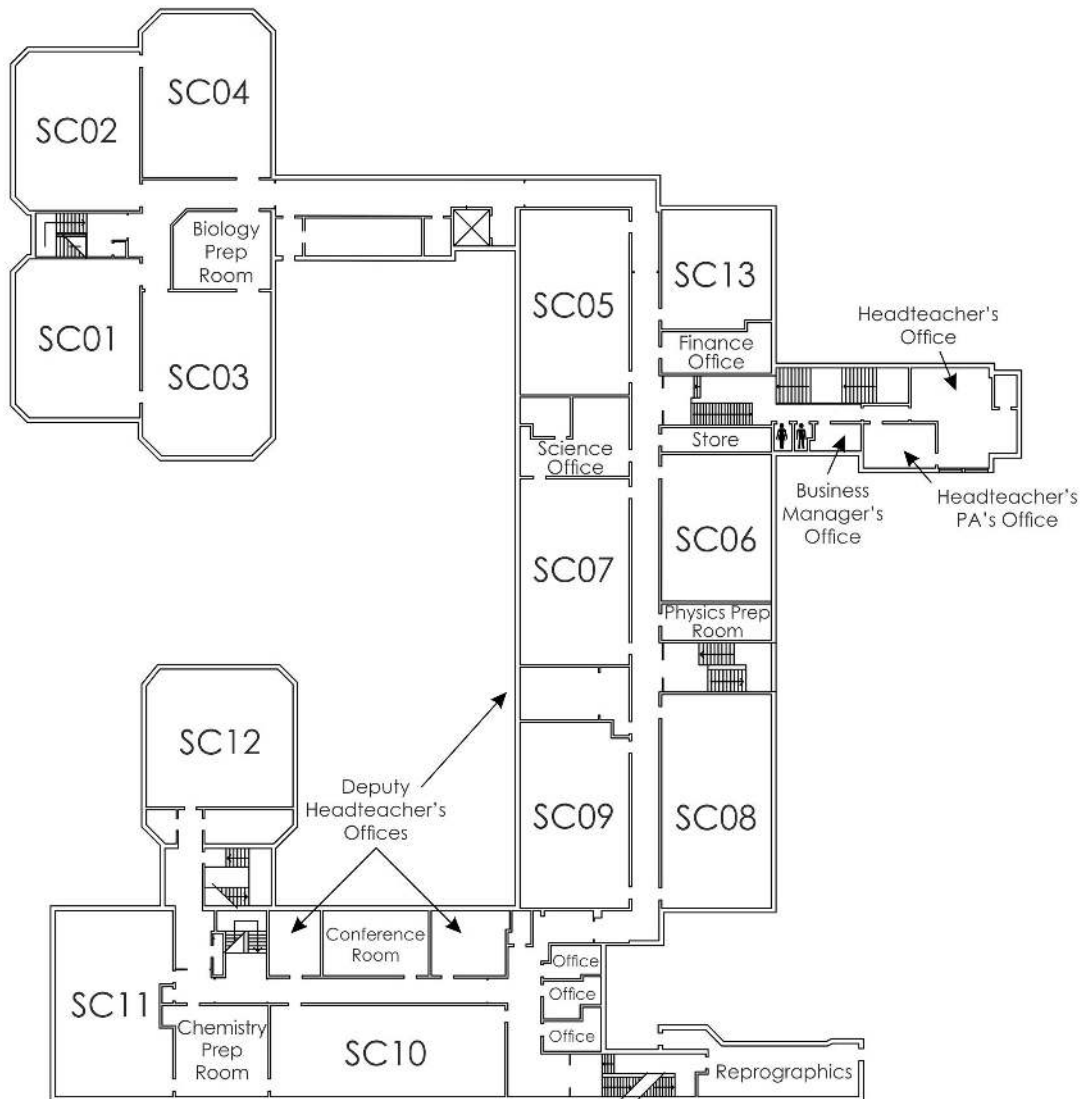 SC04
SC02
Biology
Prep
Room
SC13
SC05
Headteacher's
Office
SC01
SC03
Finance
Office
Store
Science
Office
Business
Manager's
Office
Headteacher's
PA's Office
SC06
SC07
Physics Prep
Room
SC12
Deputy
Headteacher's
Offices
SC09
SC08
Conference
Room
Office
Office
Office
SC11
Chemistry
Prep
Room
SC10
Reprographics